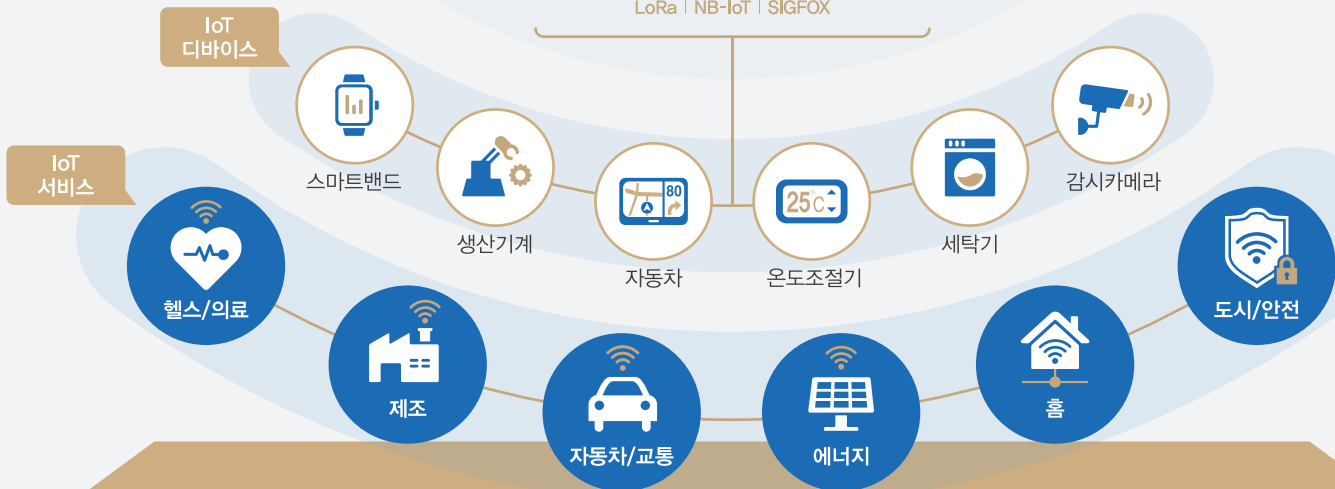 LoRa | NB-IoT | SIGFOX
IoT
디바이스
스마트밴드
생산기계
80
자동차
25°C
온도조절기
세탁기
감시카메라
IoT
서비스
헬스/의료
제조
자동차/교통
에너지
홈
도시/안전